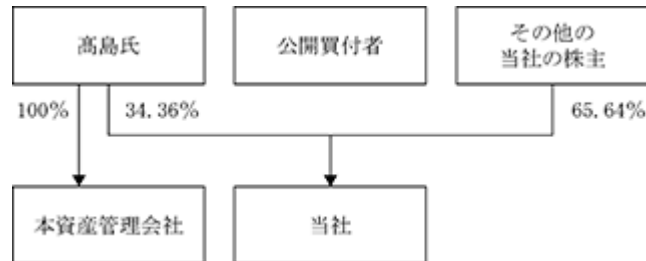 髙島氏
公開買付者
その他の
当社の株主
100%
34.36%
65.64%
本資産管理会社
当社